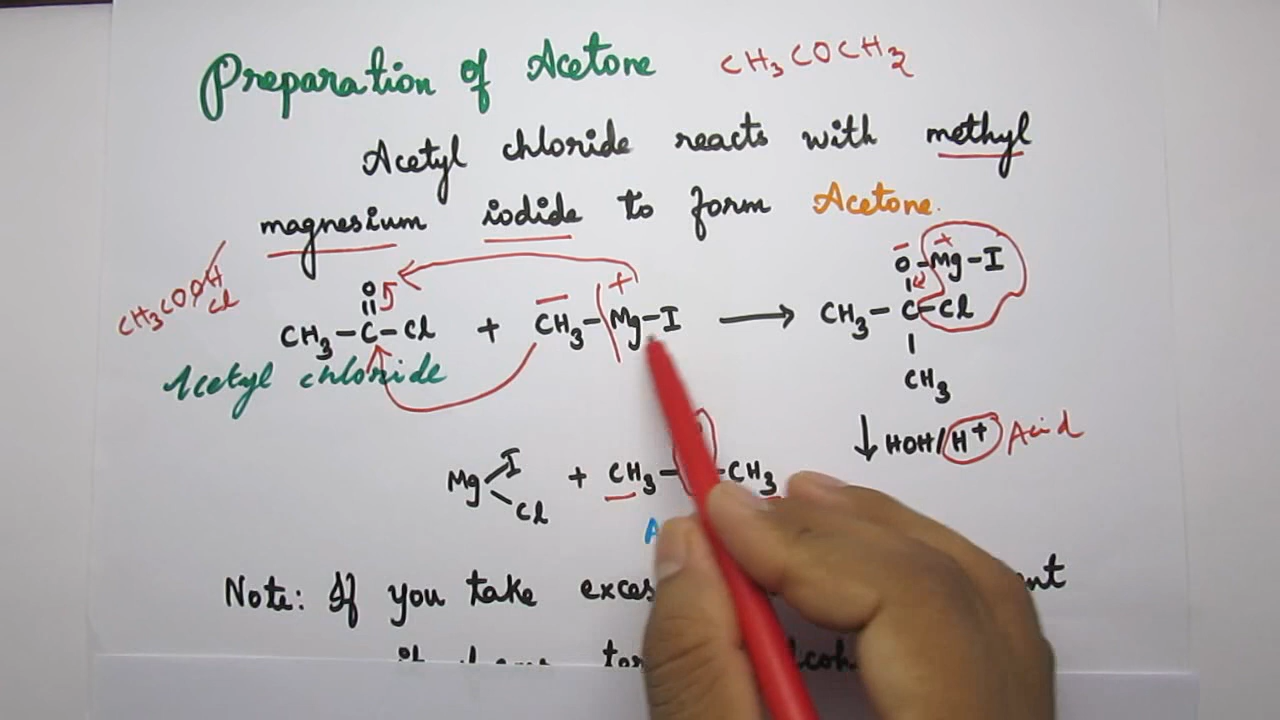 Preparation of Acetone CH3COCH3
Acetyl chloride reacts with methyl
magnesium iodide to form Acetone.
CH3COOH Cl
O
||
CH3-C-Cl + CH3-Mg-I ⟶
Acetyl chloride
- +
O-Mg-I
|
CH3-C-Cl
|
CH3
↓ HOH/H+ Acid
Mg I Cl + CH3- -CH3
Note: If you take